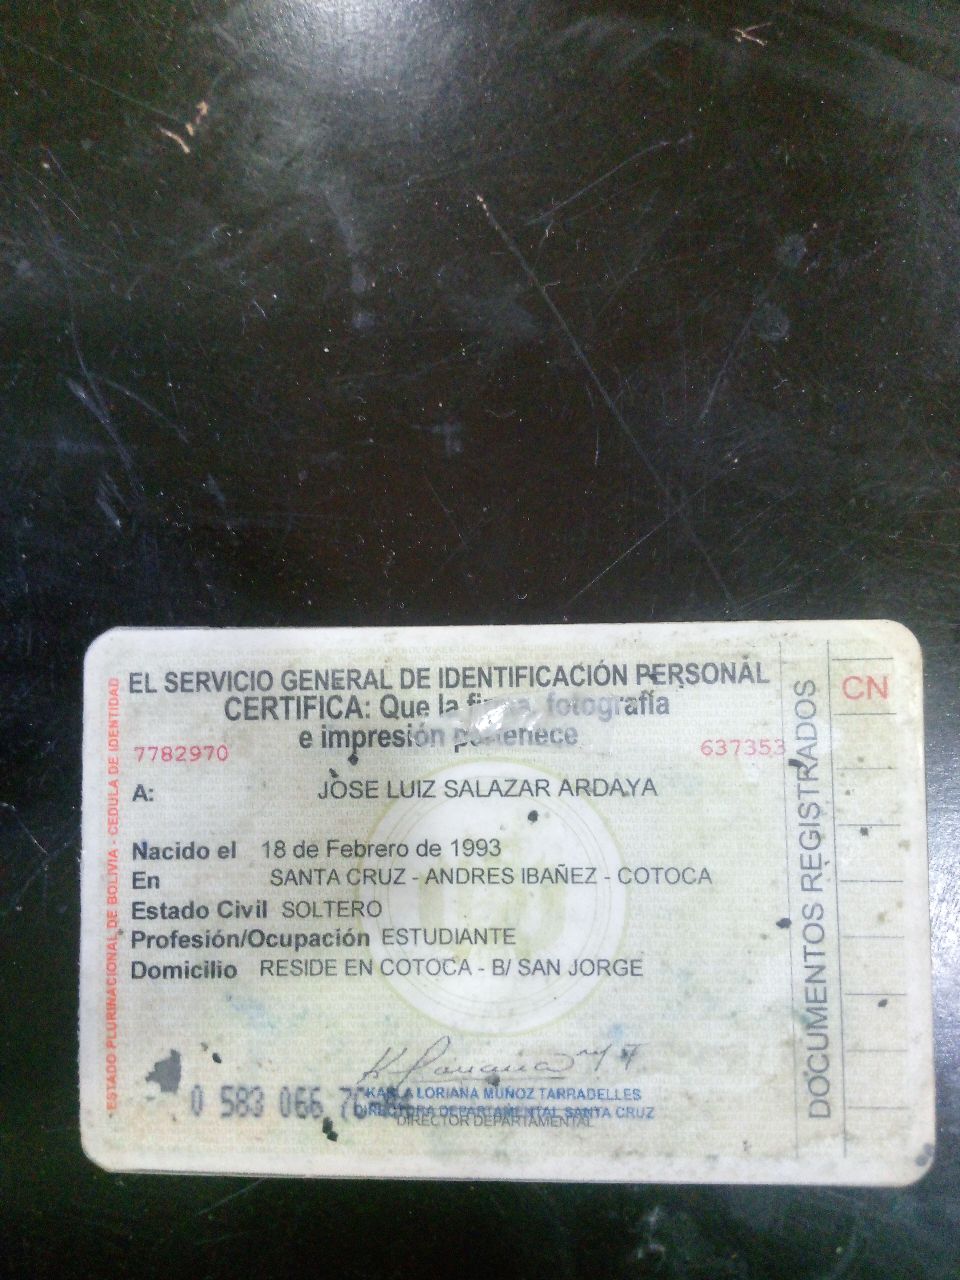 EL SERVICIO GENERAL DE IDENTIFICACIÓN PERSONAL
CERTIFICA: Que la firma, fotografía
e impresión pertenece
7782970
637353
A: JOSE LUIZ SALAZAR ARDAYA
Nacido el 18 de Febrero de 1993
En SANTA CRUZ - ANDRES IBAÑEZ - COTOCA
Estado Civil SOLTERO
Profesión/Ocupación ESTUDIANTE
Domicilio RESIDE EN COTOCA - B/ SAN JORGE
0 583 066
KARLA LORIANA MUÑOZ TARRADELLES
DIRECTORA DEPARTAMENTAL SANTA CRUZ
DIRECTOR DEPARTAMENTAL
ESTADO PLURINACIONAL DE BOLIVIA - CEDULA DE IDENTIDAD
DOCUMENTOS REGISTRADOS
CN